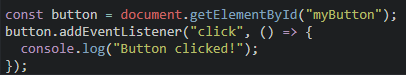 const button = document.getElementById("myButton");
button.addEventListener("click", () => {
  console.log("Button clicked!");
});